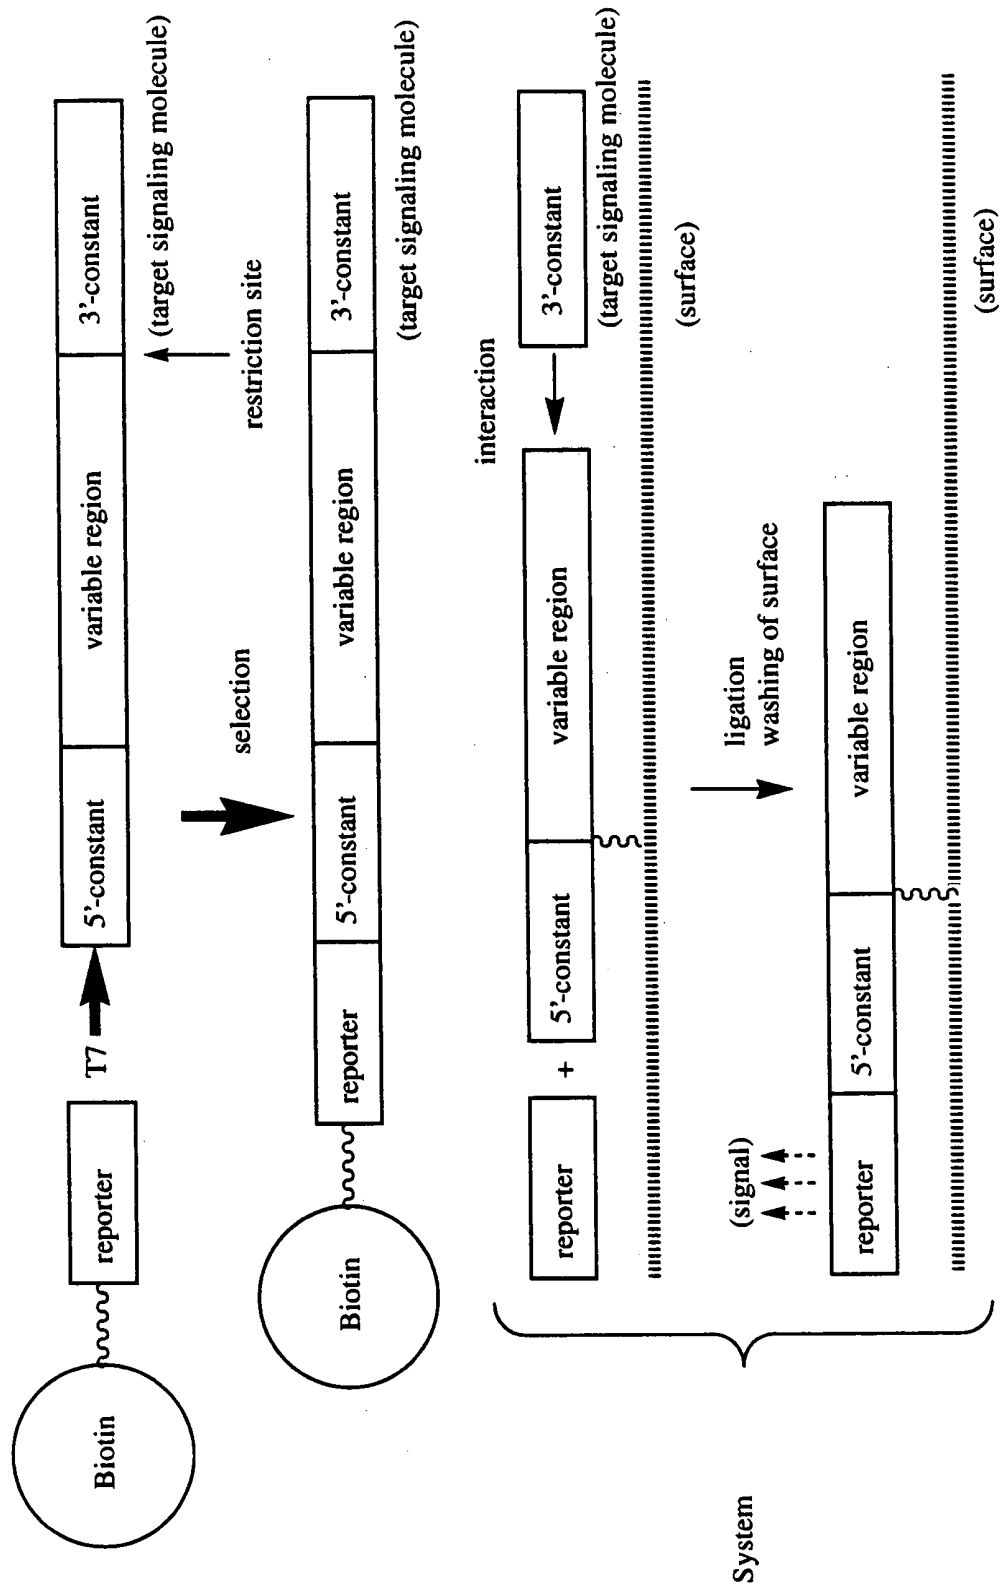 Biotin
reporter
T7
5'-constant
variable region
3'-constant
(target signaling molecule)
restriction site
selection
Biotin
reporter
5'-constant
variable region
3'-constant
(target signaling molecule)
interaction
reporter
+
5'-constant
variable region
3'-constant
(target signaling molecule)
(surface)
System
ligation
washing of surface
(signal)
reporter
5'-constant
variable region
(surface)